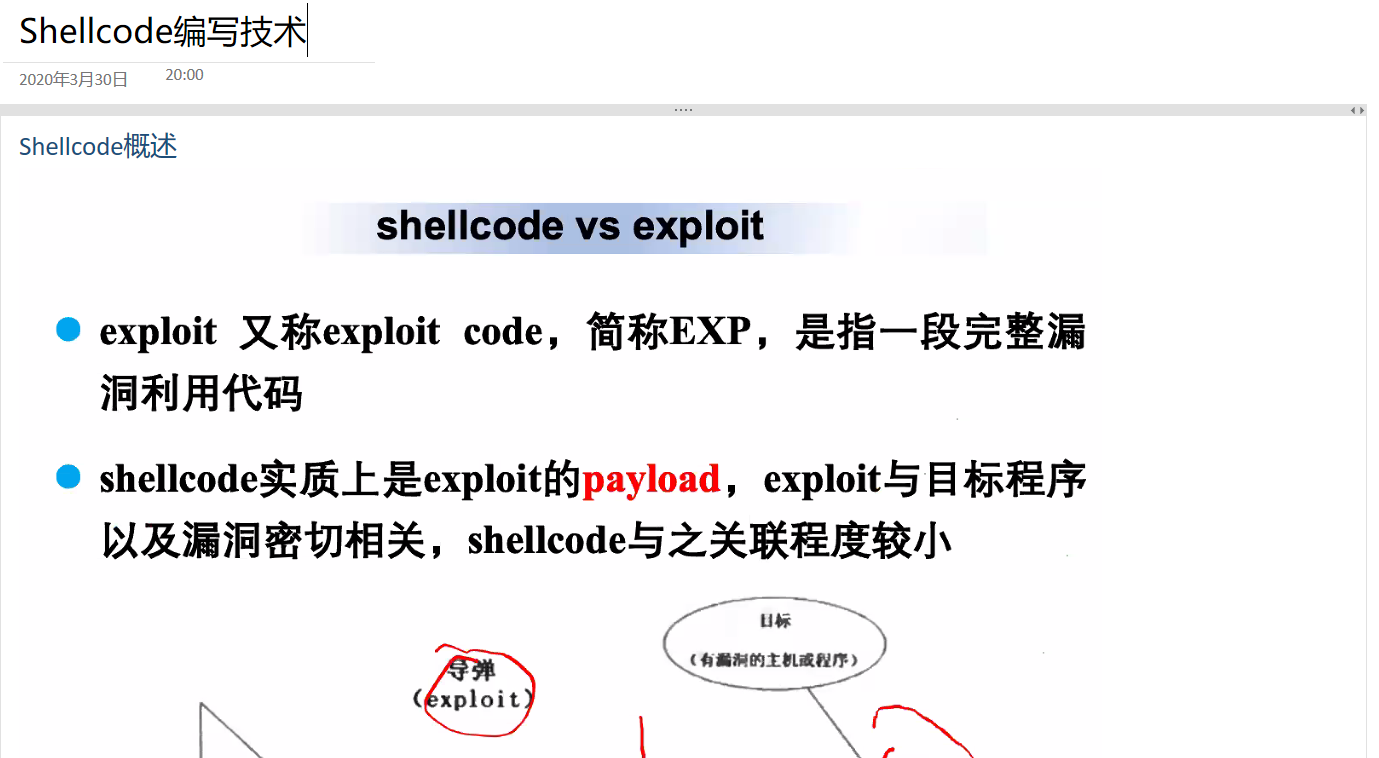 Shellcode编写技术
2020年3月30日 20:00
Shellcode概述
shellcode vs exploit
exploit 又称exploit code，简称EXP，是指一段完整漏
洞利用代码
shellcode实质上是exploit的payload，exploit与目标程序
以及漏洞密切相关，shellcode与之关联程度较小
目标
（有漏洞的主机或程序）
导弹
（exploit）